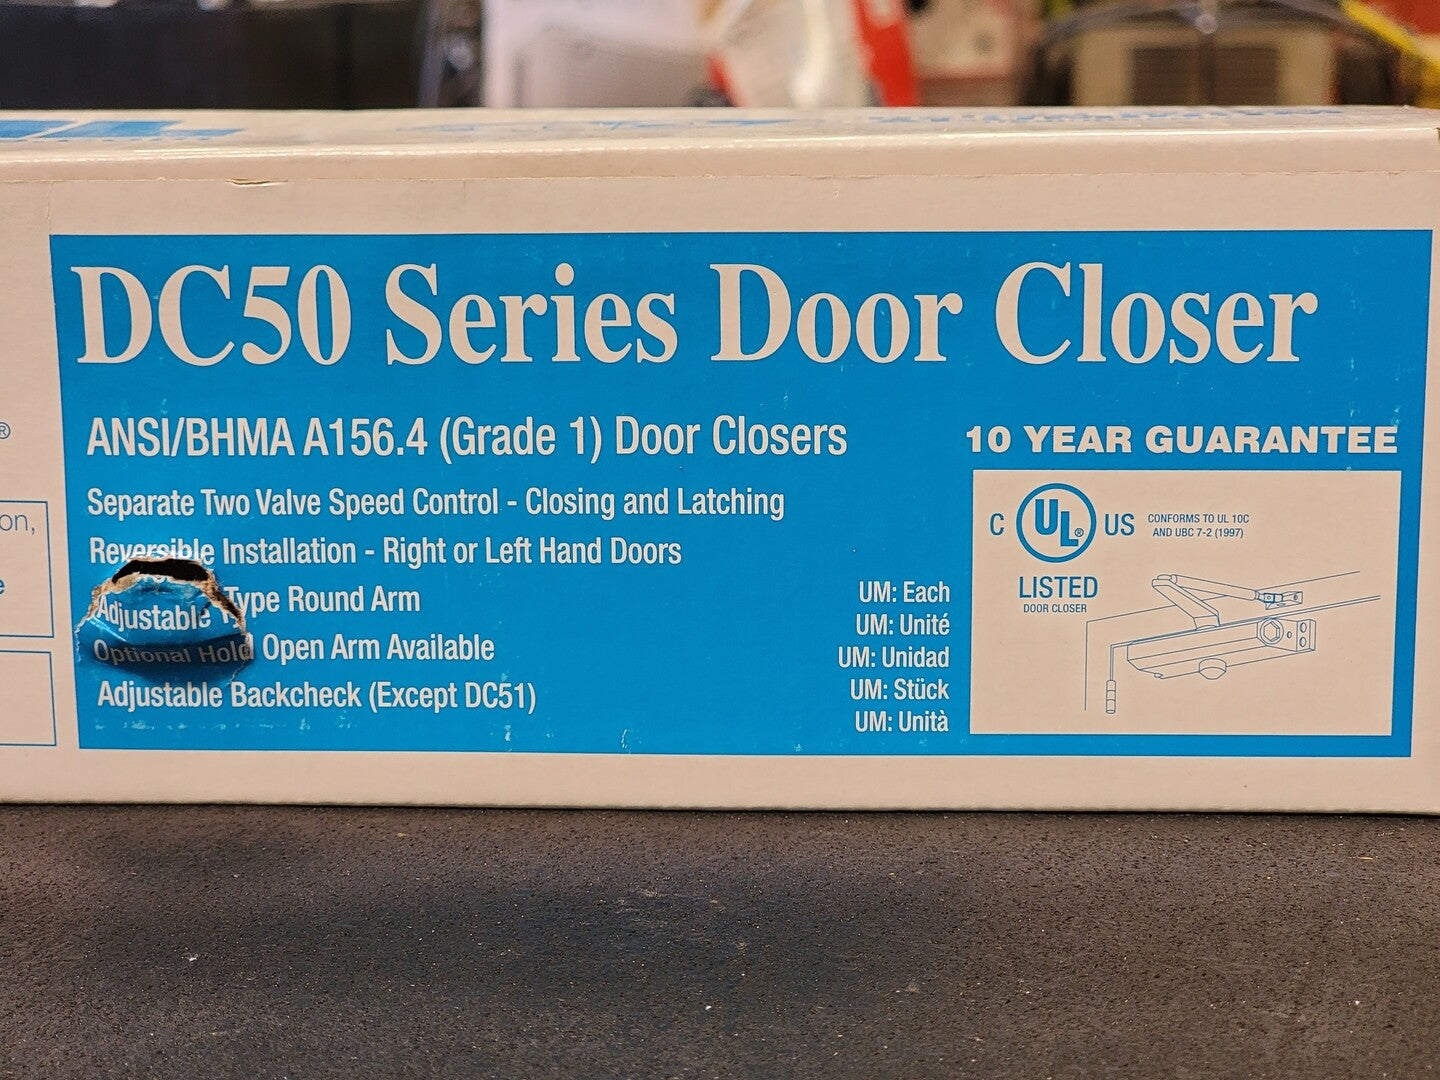 DC50 Series Door Closer
ANSI/BHMA A156.4 (Grade 1) Door Closers
Separate Two Valve Speed Control - Closing and Latching
Reversible Installation - Right or Left Hand Doors
Adjustable Type Round Arm
Optional Hold Open Arm Available
Adjustable Backcheck (Except DC51)
UM: Each
UM: Unité
UM: Unidad
UM: Stück
UM: Unità
10 YEAR GUARANTEE
C UL® US
CONFORMS TO UL 10C
AND UBC 7-2 (1997)
LISTED
DOOR CLOSER
®
on,
e